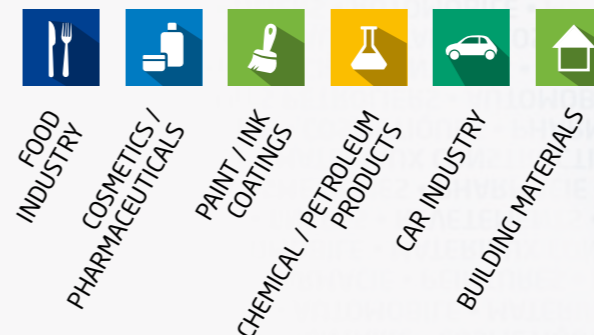 FOOD
INDUSTRY
COSMETICS /
PHARMACEUTICALS
PAINT / INK
COATINGS
CHEMICAL / PETROLEUM
PRODUCTS
CAR INDUSTRY
BUILDING MATERIALS